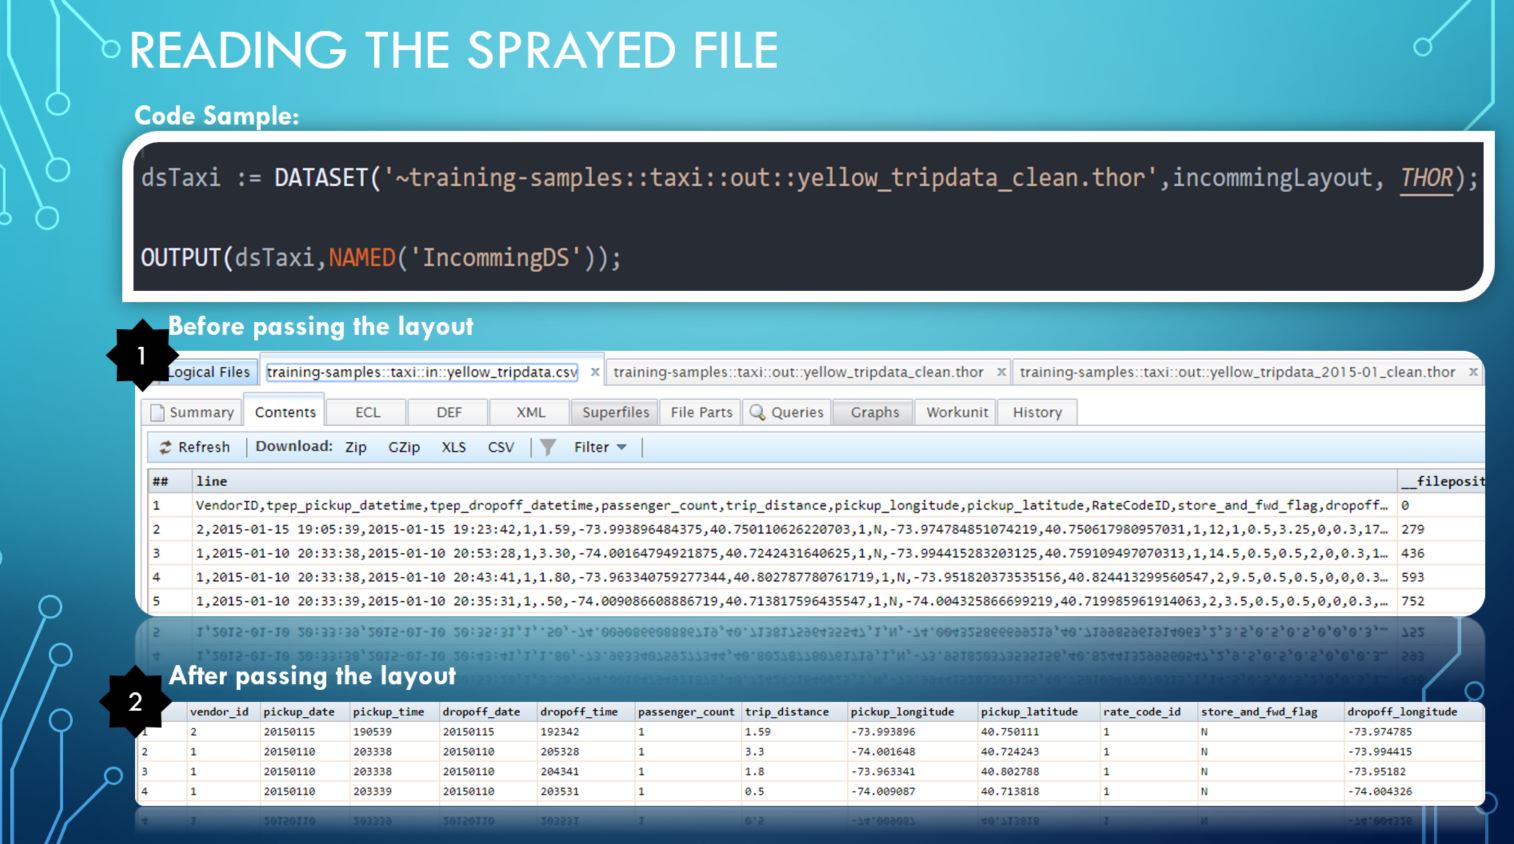 READING THE SPRAYED FILE
Code Sample:
dsTaxi := DATASET('~training-samples::taxi::out::yellow_tripdata_clean.thor',incommingLayout, THOR);
OUTPUT(dsTaxi,NAMED('IncommingDS'));
1 Before passing the layout
Logical Files training-samples::taxi::in::yellow_tripdata.csv x training-samples::taxi::out::yellow_tripdata_clean.thor x training-samples::taxi::out::yellow_tripdata_2015-01_clean.thor x
Summary Contents ECL DEF XML Superfiles File Parts Queries Graphs Workunit History
Refresh Download: Zip GZip XLS CSV Filter
## line __fileposit
1 VendorID,tpep_pickup_datetime,tpep_dropoff_datetime,passenger_count,trip_distance,pickup_longitude,pickup_latitude,RateCodeID,store_and_fwd_flag,dropoff… 0
2 2,2015-01-15 19:05:39,2015-01-15 19:23:42,1,1.59,-73.993896484375,40.750110626220703,1,N,-73.974784851074219,40.750617980957031,1,12,1,0.5,3.25,0,0.3,17… 279
3 1,2015-01-10 20:33:38,2015-01-10 20:53:28,1,3.30,-74.00164794921875,40.7242431640625,1,N,-73.994415283203125,40.759109497070313,1,14.5,0.5,0.5,2,0,0.3,1… 436
4 1,2015-01-10 20:33:38,2015-01-10 20:43:41,1,1.80,-73.963340759277344,40.802787780761719,1,N,-73.951820373535156,40.824413299560547,2,9.5,0.5,0.5,0,0,0.3… 593
5 1,2015-01-10 20:33:39,2015-01-10 20:35:31,1,.50,-74.009086608886719,40.713817596435547,1,N,-74.004325866699219,40.719985961914063,2,3.5,0.5,0.5,0,0,0.3,… 752
2 After passing the layout
vendor_id pickup_date pickup_time dropoff_date dropoff_time passenger_count trip_distance pickup_longitude pickup_latitude rate_code_id store_and_fwd_flag dropoff_longitude
1 2 20150115 190539 20150115 192342 1 1.59 -73.993896 40.750111 1 N -73.974785
2 1 20150110 203338 20150110 205328 1 3.3 -74.001648 40.724243 1 N -73.994415
3 1 20150110 203338 20150110 204341 1 1.8 -73.963341 40.802788 1 N -73.95182
4 1 20150110 203339 20150110 203531 1 0.5 -74.009087 40.713818 1 N -74.004326